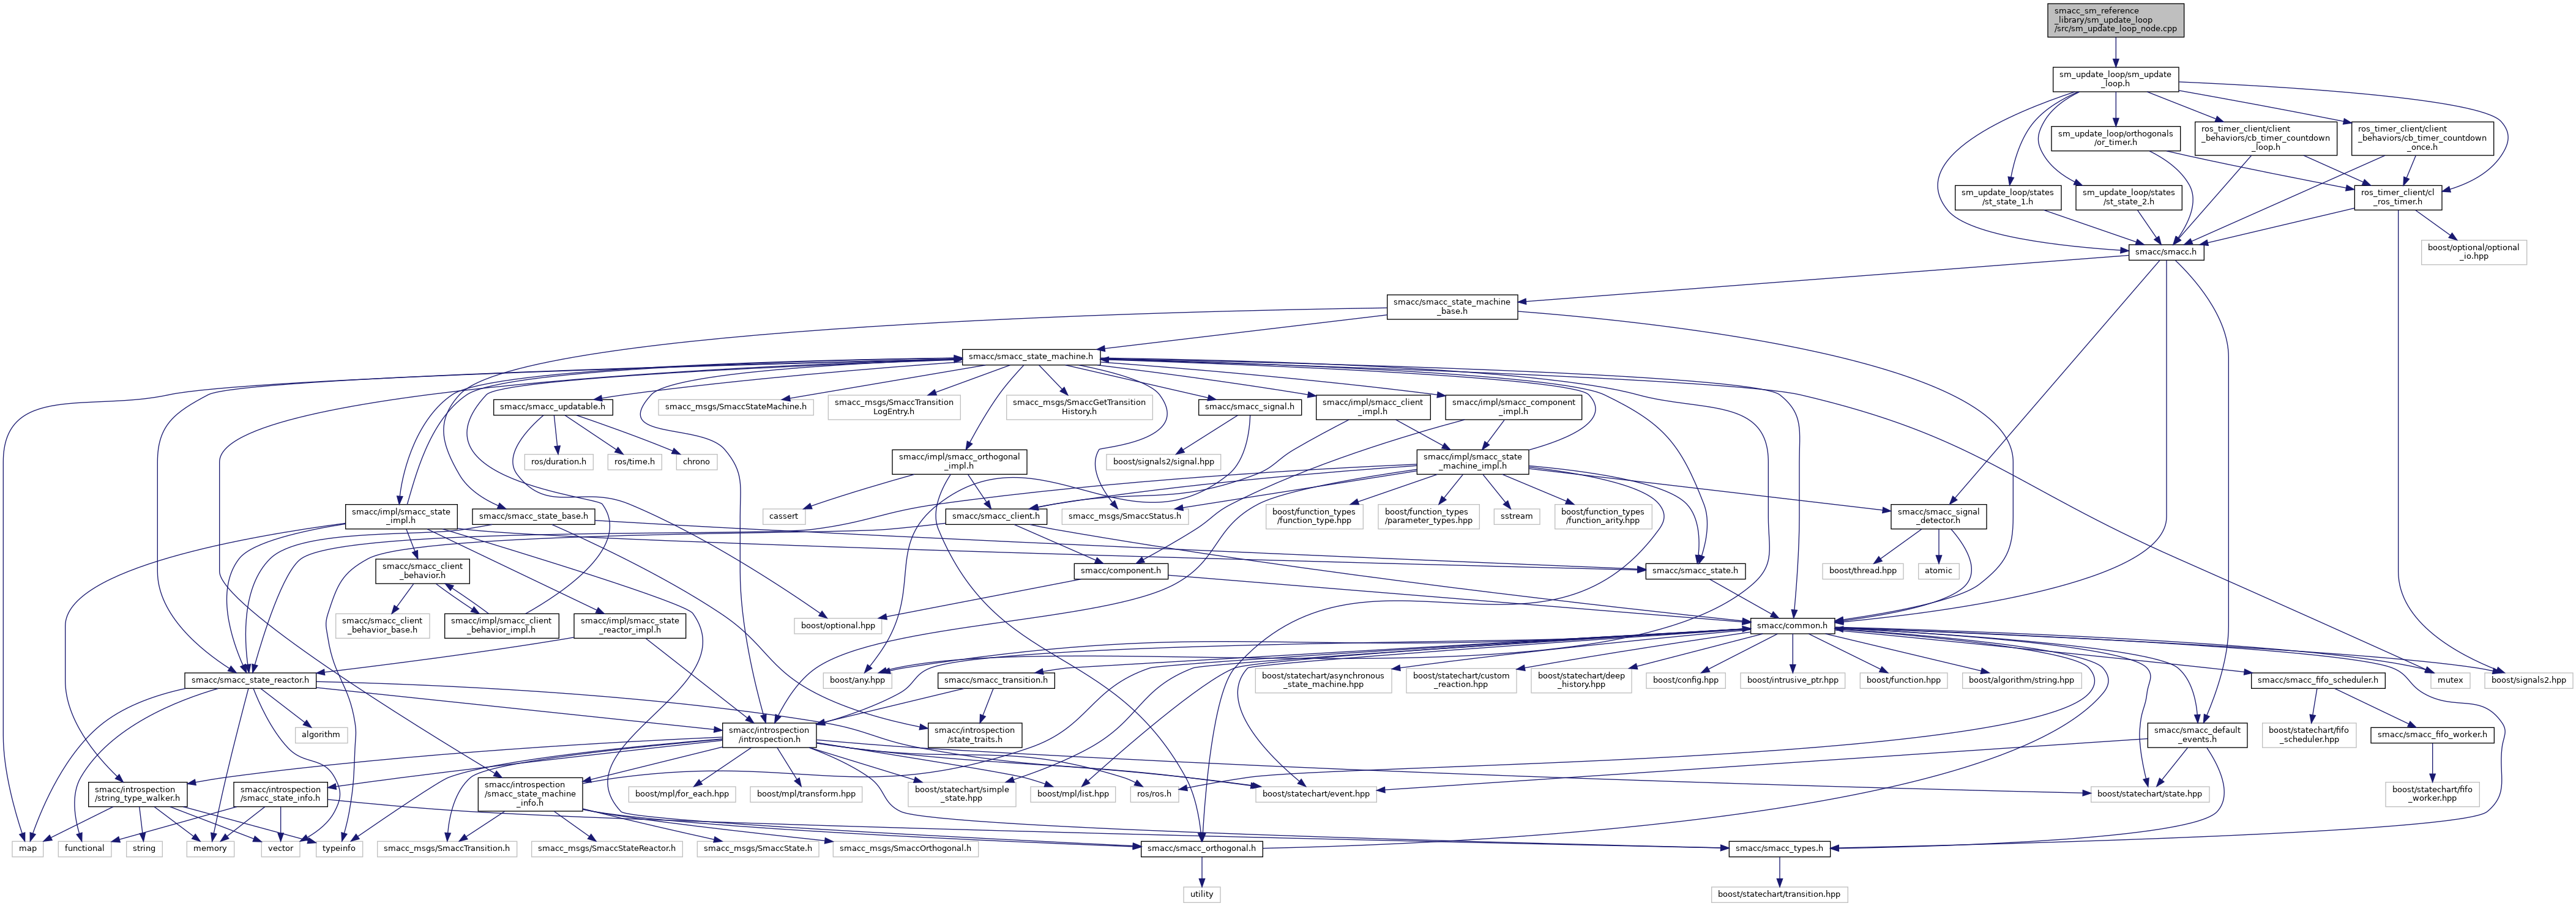 smacc_sm_reference
_library/sm_update_loop
/src/sm_update_loop_node.cpp
sm_update_loop/sm_update
_loop.h
sm_update_loop/orthogonals
/or_timer.h
ros_timer_client/client
_behaviors/cb_timer_countdown
_loop.h
ros_timer_client/client
_behaviors/cb_timer_countdown
_once.h
sm_update_loop/states
/st_state_1.h
sm_update_loop/states
/st_state_2.h
ros_timer_client/cl
_ros_timer.h
smacc/smacc.h
boost/optional/optional
_io.hpp
smacc/smacc_state_machine
_base.h
smacc/smacc_state_machine.h
smacc/smacc_updatable.h
smacc_msgs/SmaccStateMachine.h
smacc_msgs/SmaccTransition
LogEntry.h
smacc_msgs/SmaccGetTransition
History.h
smacc/smacc_signal.h
smacc/impl/smacc_client
_impl.h
smacc/impl/smacc_component
_impl.h
ros/duration.h
ros/time.h
chrono
smacc/impl/smacc_orthogonal
_impl.h
boost/signals2/signal.hpp
smacc/impl/smacc_state
_machine_impl.h
smacc/impl/smacc_state
_impl.h
smacc/smacc_state_base.h
cassert
smacc/smacc_client.h
smacc_msgs/SmaccStatus.h
boost/function_types
/function_type.hpp
boost/function_types
/parameter_types.hpp
sstream
boost/function_types
/function_arity.hpp
smacc/smacc_signal
_detector.h
smacc/smacc_client
_behavior.h
smacc/component.h
smacc/smacc_state.h
boost/thread.hpp
atomic
smacc/smacc_client
_behavior_base.h
smacc/impl/smacc_client
_behavior_impl.h
smacc/impl/smacc_state
_reactor_impl.h
boost/optional.hpp
smacc/common.h
smacc/smacc_state_reactor.h
boost/any.hpp
smacc/smacc_transition.h
boost/statechart/asynchronous
_state_machine.hpp
boost/statechart/custom
_reaction.hpp
boost/statechart/deep
_history.hpp
boost/config.hpp
boost/intrusive_ptr.hpp
boost/function.hpp
boost/algorithm/string.hpp
smacc/smacc_fifo_scheduler.h
mutex
boost/signals2.hpp
algorithm
smacc/introspection
/introspection.h
smacc/introspection
/state_traits.h
smacc/smacc_default
_events.h
boost/statechart/fifo
_scheduler.hpp
smacc/smacc_fifo_worker.h
smacc/introspection
/string_type_walker.h
smacc/introspection
/smacc_state_info.h
smacc/introspection
/smacc_state_machine
_info.h
boost/mpl/for_each.hpp
boost/mpl/transform.hpp
boost/statechart/simple
_state.hpp
boost/mpl/list.hpp
ros/ros.h
boost/statechart/event.hpp
boost/statechart/state.hpp
boost/statechart/fifo
_worker.hpp
map
functional
string
memory
vector
typeinfo
smacc_msgs/SmaccTransition.h
smacc_msgs/SmaccStateReactor.h
smacc_msgs/SmaccState.h
smacc_msgs/SmaccOrthogonal.h
smacc/smacc_orthogonal.h
smacc/smacc_types.h
utility
boost/statechart/transition.hpp